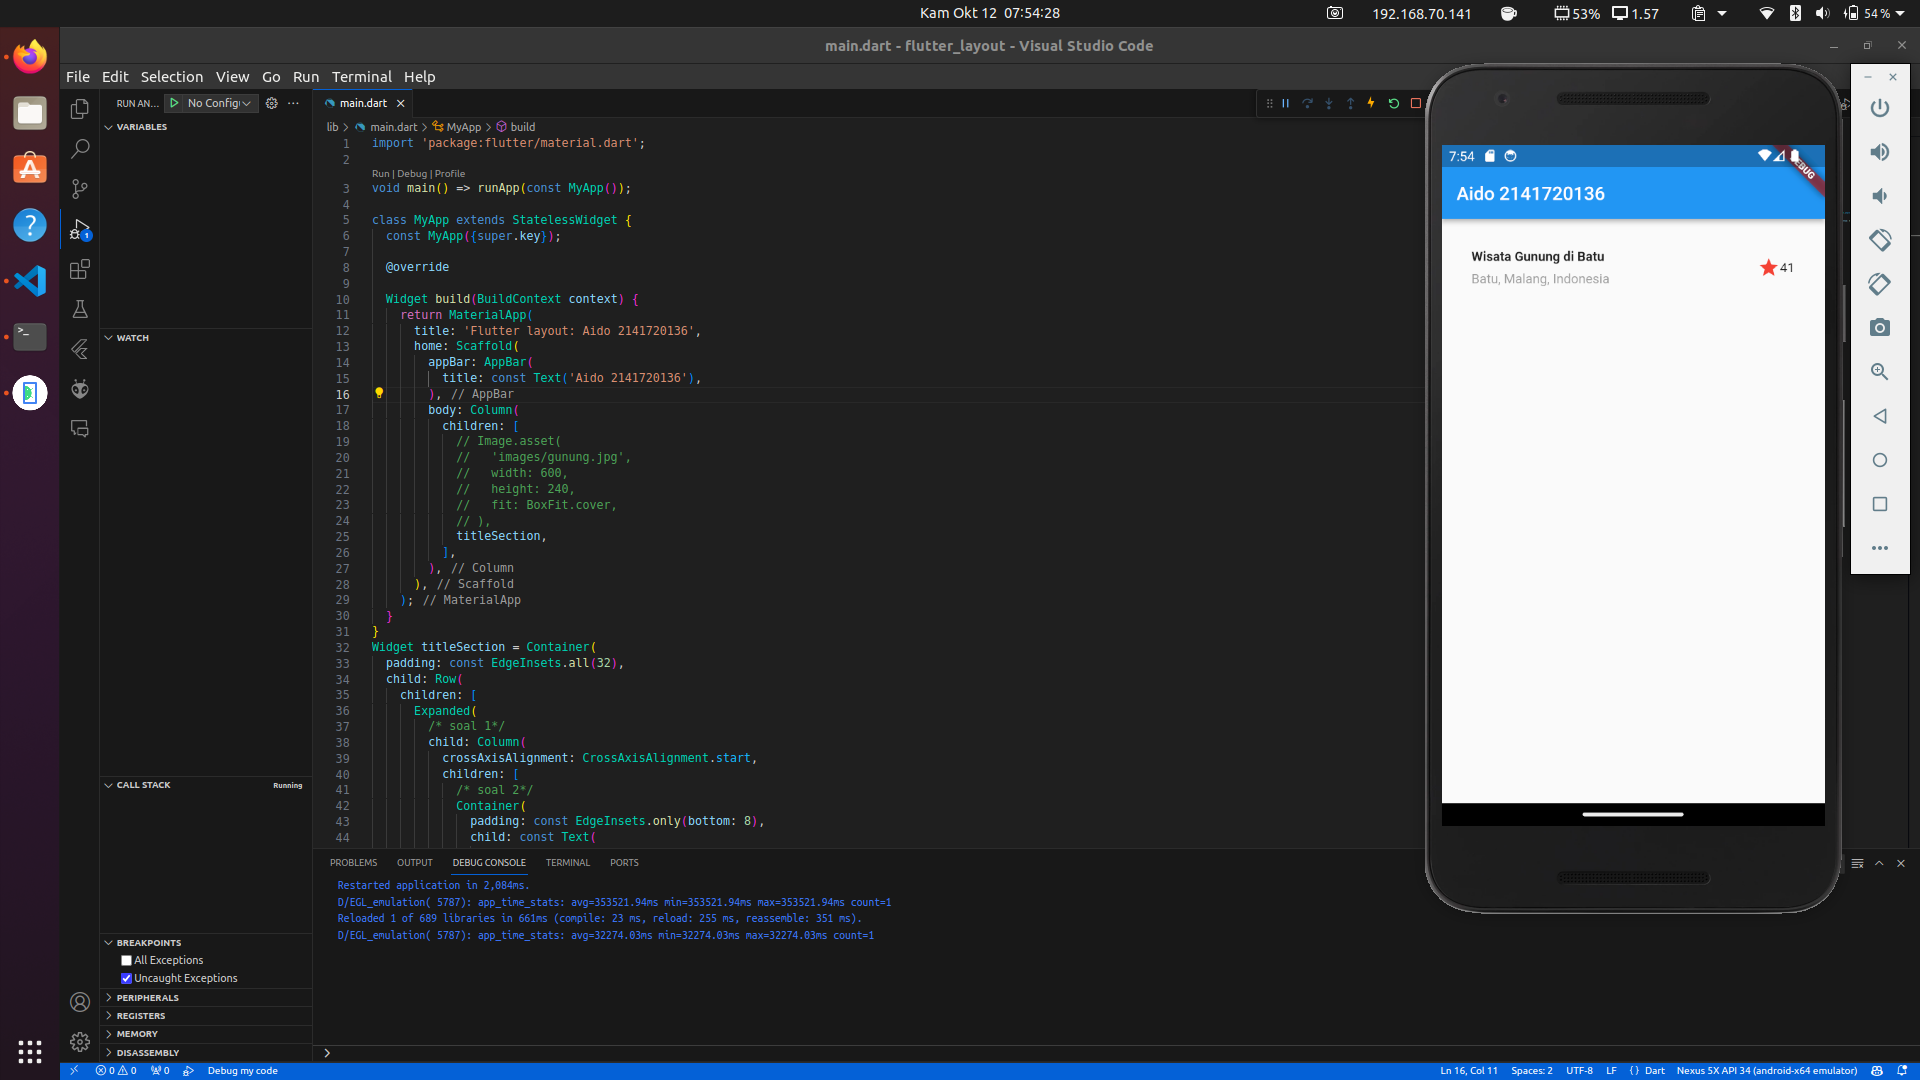 Kam Okt 12 07:54:28
192.168.70.141
53%
1.57
54 %
main.dart - flutter_layout - Visual Studio Code
File Edit Selection View Go Run Terminal Help
RUN AN...
No Config
main.dart
VARIABLES
WATCH
CALL STACK
Running
BREAKPOINTS
All Exceptions
Uncaught Exceptions
PERIPHERALS
REGISTERS
MEMORY
DISASSEMBLY
1
lib > main.dart > MyApp > build
1 import 'package:flutter/material.dart';
2
Run | Debug | Profile
3 void main() => runApp(const MyApp());
4
5 class MyApp extends StatelessWidget {
6 const MyApp({super.key});
7
8 @override
9
10 Widget build(BuildContext context) {
11 return MaterialApp(
12 title: 'Flutter layout: Aido 2141720136',
13 home: Scaffold(
14 appBar: AppBar(
15 title: const Text('Aido 2141720136'),
16 ), // AppBar
17 body: Column(
18 children: [
19 // Image.asset(
20 // 'images/gunung.jpg',
21 // width: 600,
22 // height: 240,
23 // fit: BoxFit.cover,
24 // ),
25 titleSection,
26 ],
27 ), // Column
28 ), // Scaffold
29 ); // MaterialApp
30 }
31 }
32 Widget titleSection = Container(
33 padding: const EdgeInsets.all(32),
34 child: Row(
35 children: [
36 Expanded(
37 /* soal 1*/
38 child: Column(
39 crossAxisAlignment: CrossAxisAlignment.start,
40 children: [
41 /* soal 2*/
42 Container(
43 padding: const EdgeInsets.only(bottom: 8),
44 child: const Text(
PROBLEMS OUTPUT DEBUG CONSOLE TERMINAL PORTS
Restarted application in 2,084ms.
D/EGL_emulation( 5787): app_time_stats: avg=353521.94ms min=353521.94ms max=353521.94ms count=1
Reloaded 1 of 689 libraries in 661ms (compile: 23 ms, reload: 255 ms, reassemble: 351 ms).
D/EGL_emulation( 5787): app_time_stats: avg=32274.03ms min=32274.03ms max=32274.03ms count=1
7:54
Aido 2141720136
Wisata Gunung di Batu
Batu, Malang, Indonesia
41
0 0 0
Debug my code
Ln 16, Col 11
Spaces: 2
UTF-8
LF
{ } Dart
Nexus 5X API 34 (android-x64 emulator)